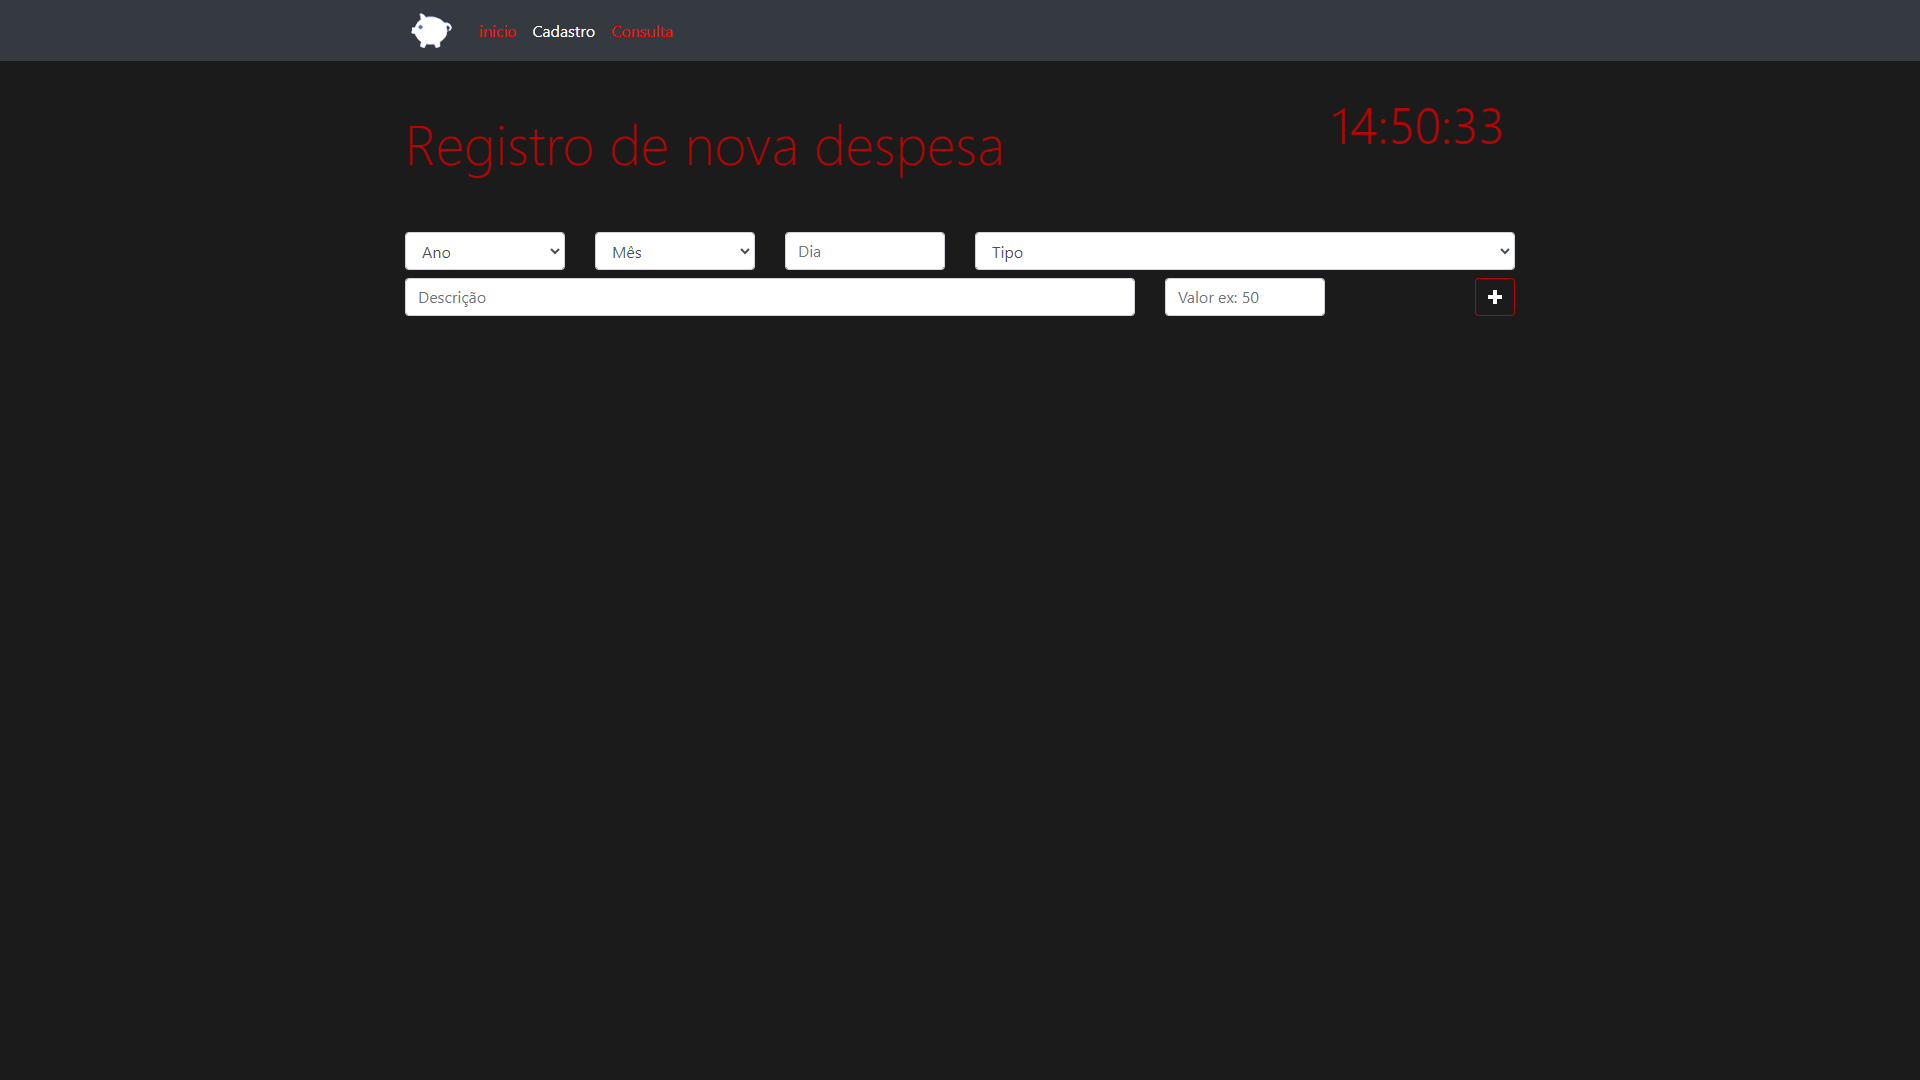 inicio Cadastro Consulta
14:50:33
Registro de nova despesa
Ano Mês Dia Tipo
Descrição Valor ex: 50